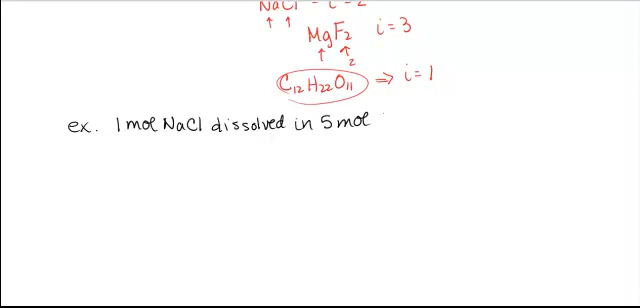 NaCl - i = 2
MgF2 i = 3
2
C12H22O11 ⇒ i = 1
ex. 1 mol NaCl dissolved in 5 mol